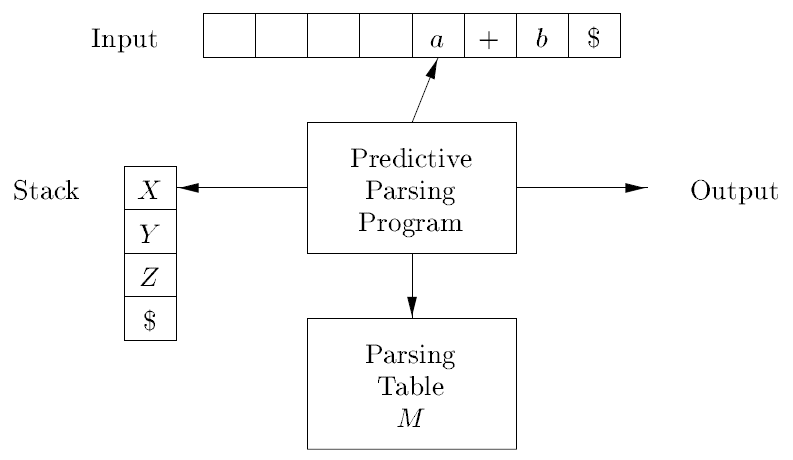 Input a + b $
Predictive
Parsing
Program
Stack X
Y
Z
$
Output
Parsing
Table
M